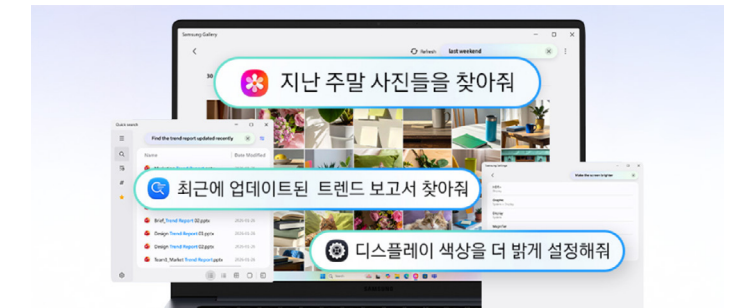 Samsung Gallery
Refresh
last weekend
지난 주말 사진들을 찾아줘
Quick search
Find the trend report updated recently
Name
Date Modified
최근에 업데이트된 트렌드 보고서 찾아줘
Brief_Trend Report 02.pptx
Design Trend Report 03.pptx
Design Trend Report 02.pptx
Team3_Market Trend Report.pptx
Make the screen brighter
디스플레이 색상을 더 밝게 설정해줘
SAMSUNG